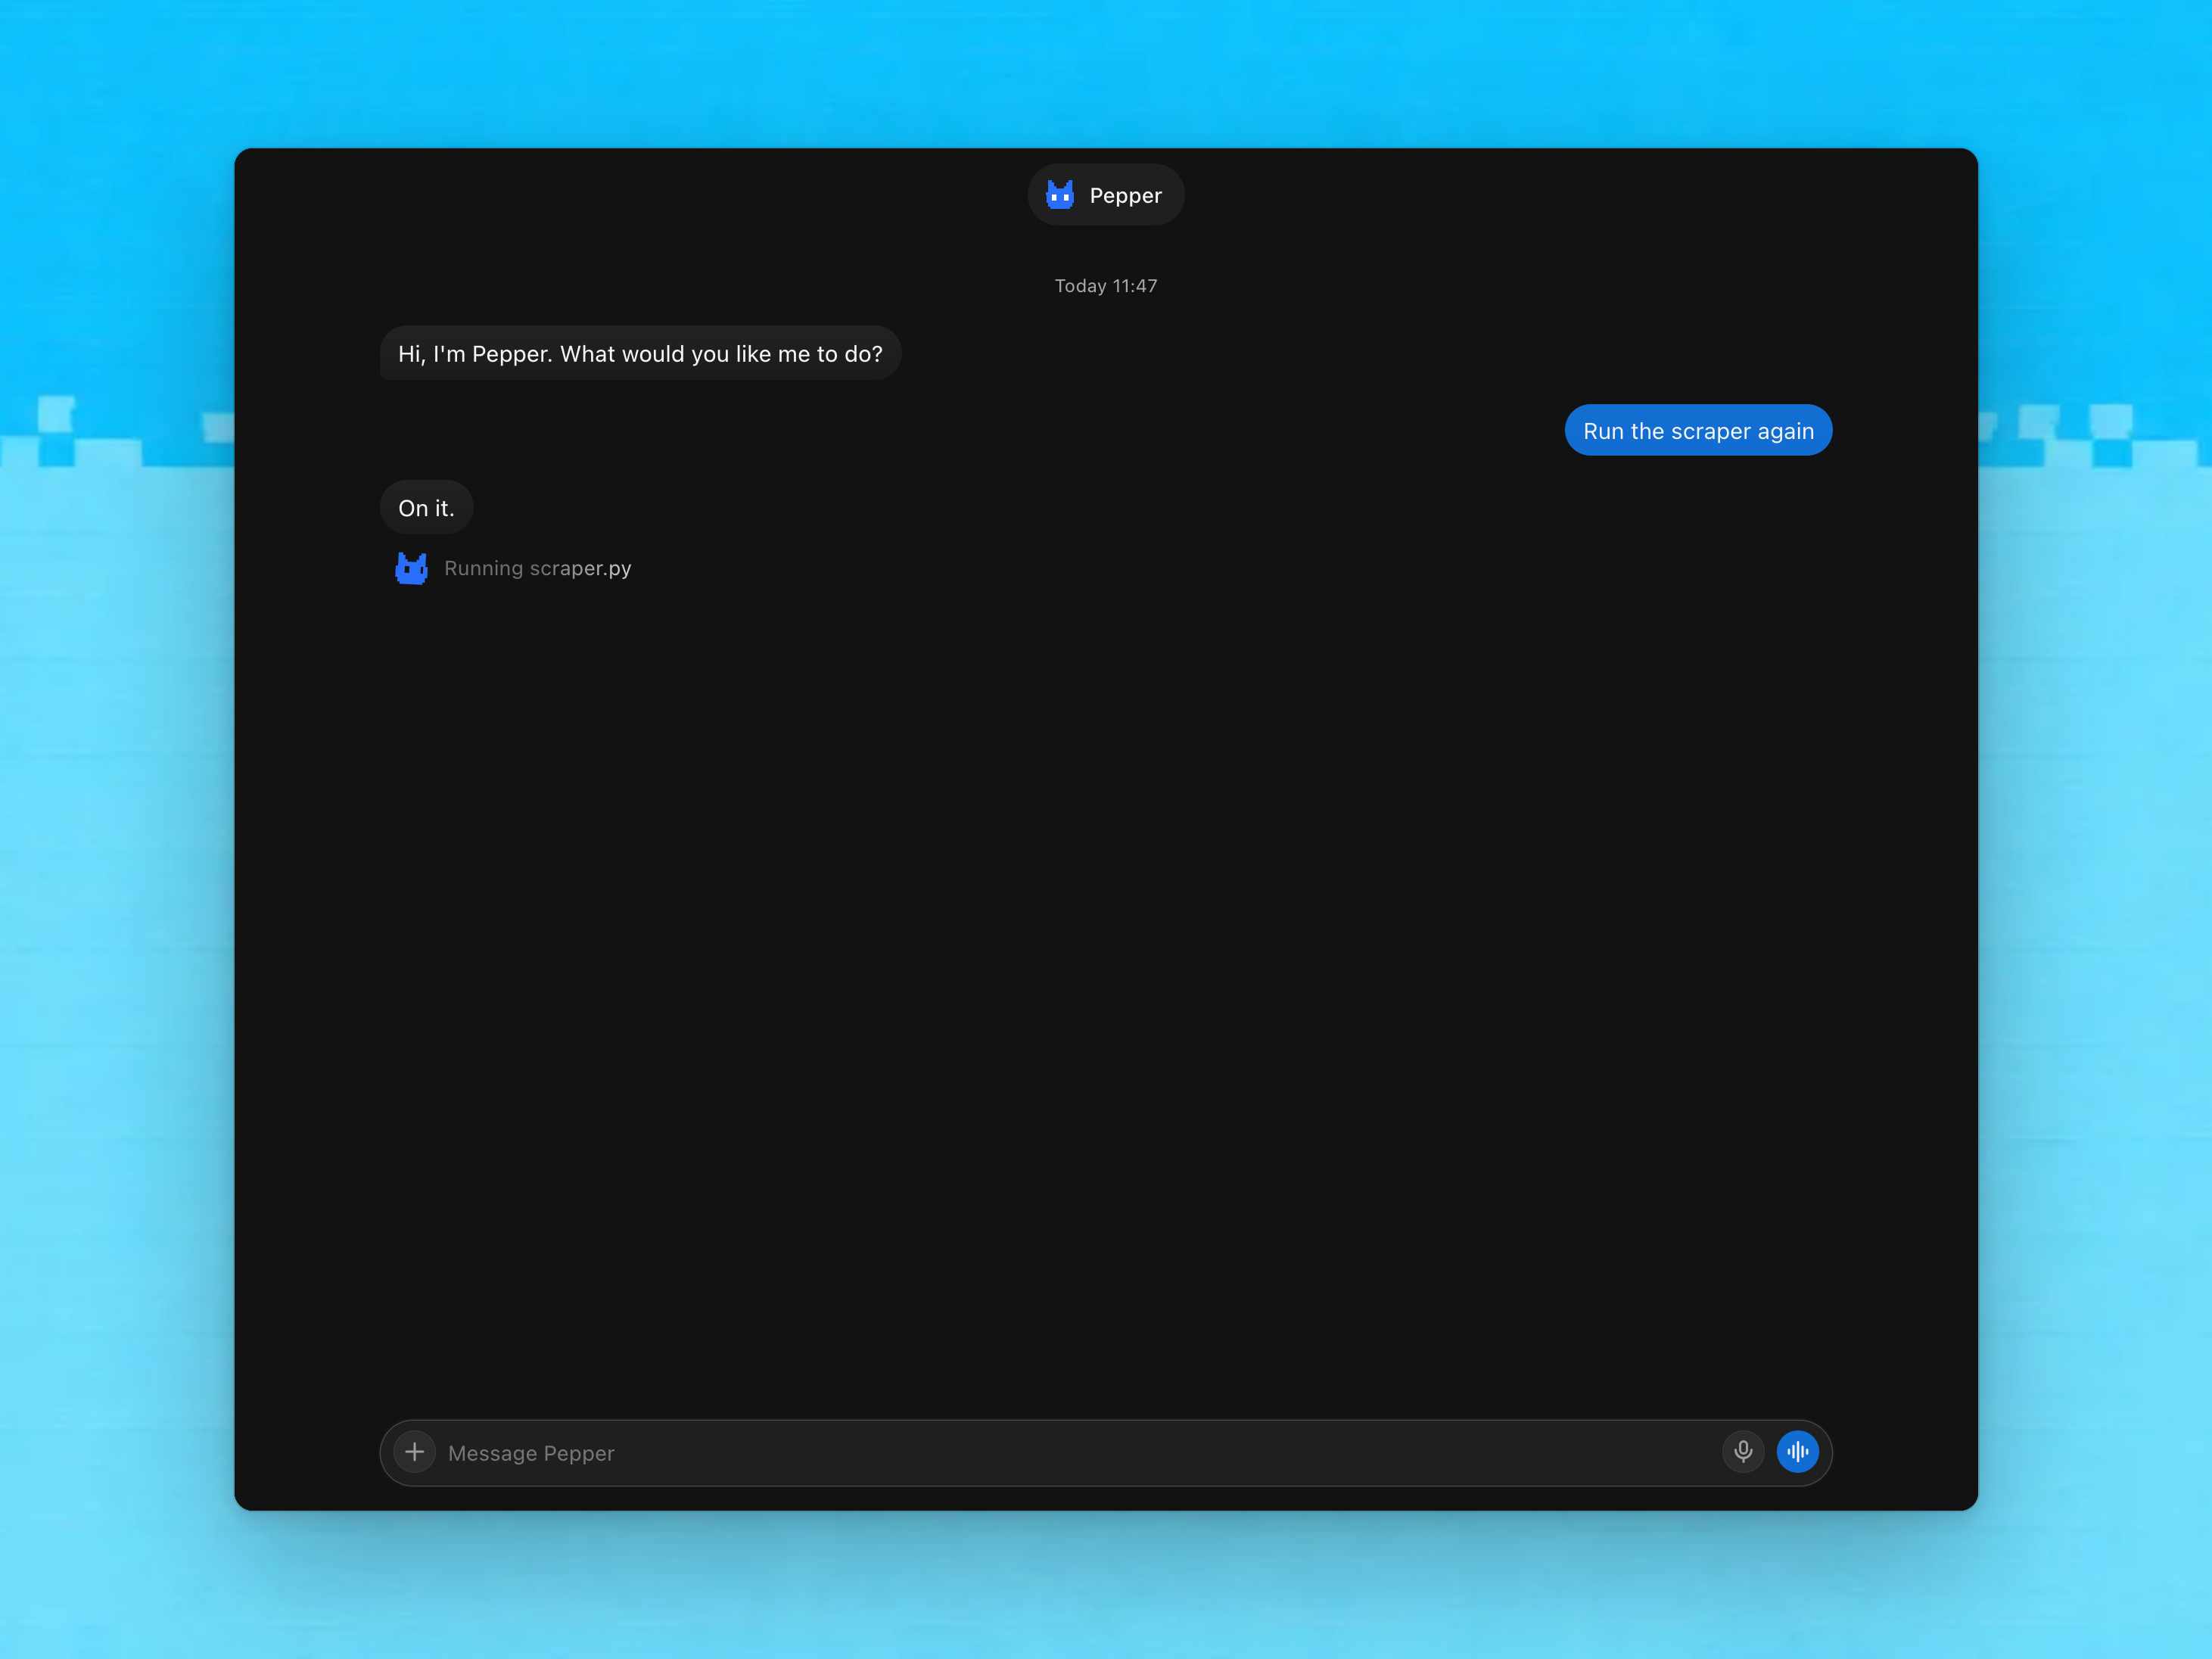 Pepper
Today 11:47
Hi, I'm Pepper. What would you like me to do?
Run the scraper again
On it.
Running scraper.py
Message Pepper